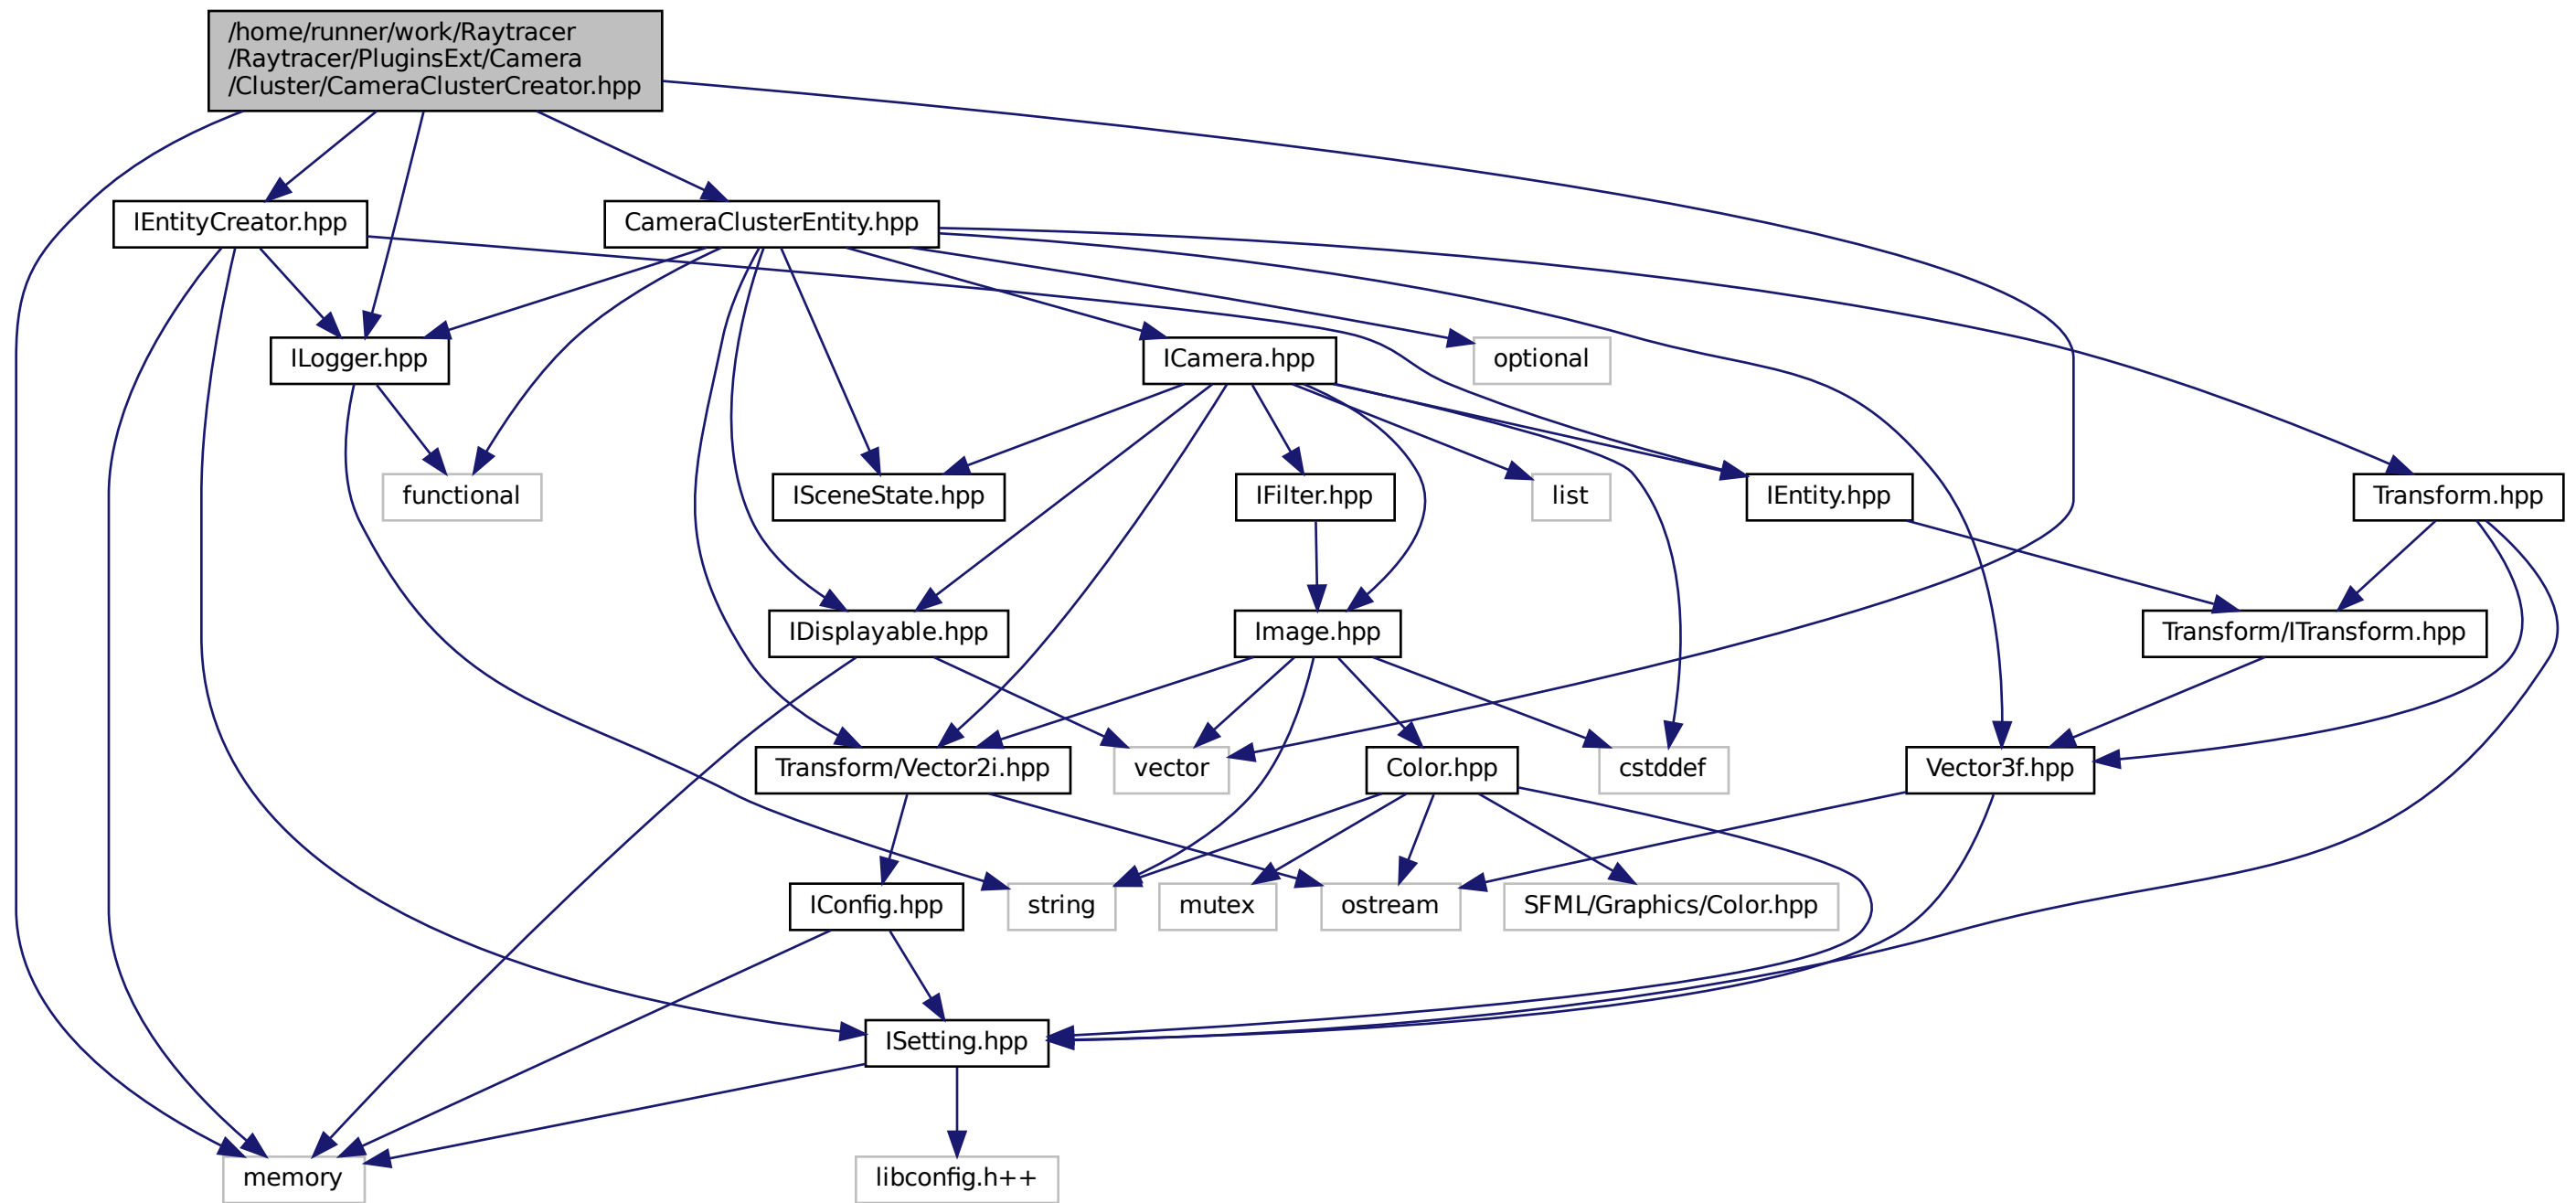 /home/runner/work/Raytracer
/Raytracer/PluginsExt/Camera
/Cluster/CameraClusterCreator.hpp
IEntityCreator.hpp
CameraClusterEntity.hpp
ILogger.hpp
ICamera.hpp
optional
functional
ISceneState.hpp
IFilter.hpp
list
IEntity.hpp
Transform.hpp
IDisplayable.hpp
Image.hpp
Transform/ITransform.hpp
Transform/Vector2i.hpp
vector
Color.hpp
cstddef
Vector3f.hpp
IConfig.hpp
string
mutex
ostream
SFML/Graphics/Color.hpp
ISetting.hpp
memory
libconfig.h++